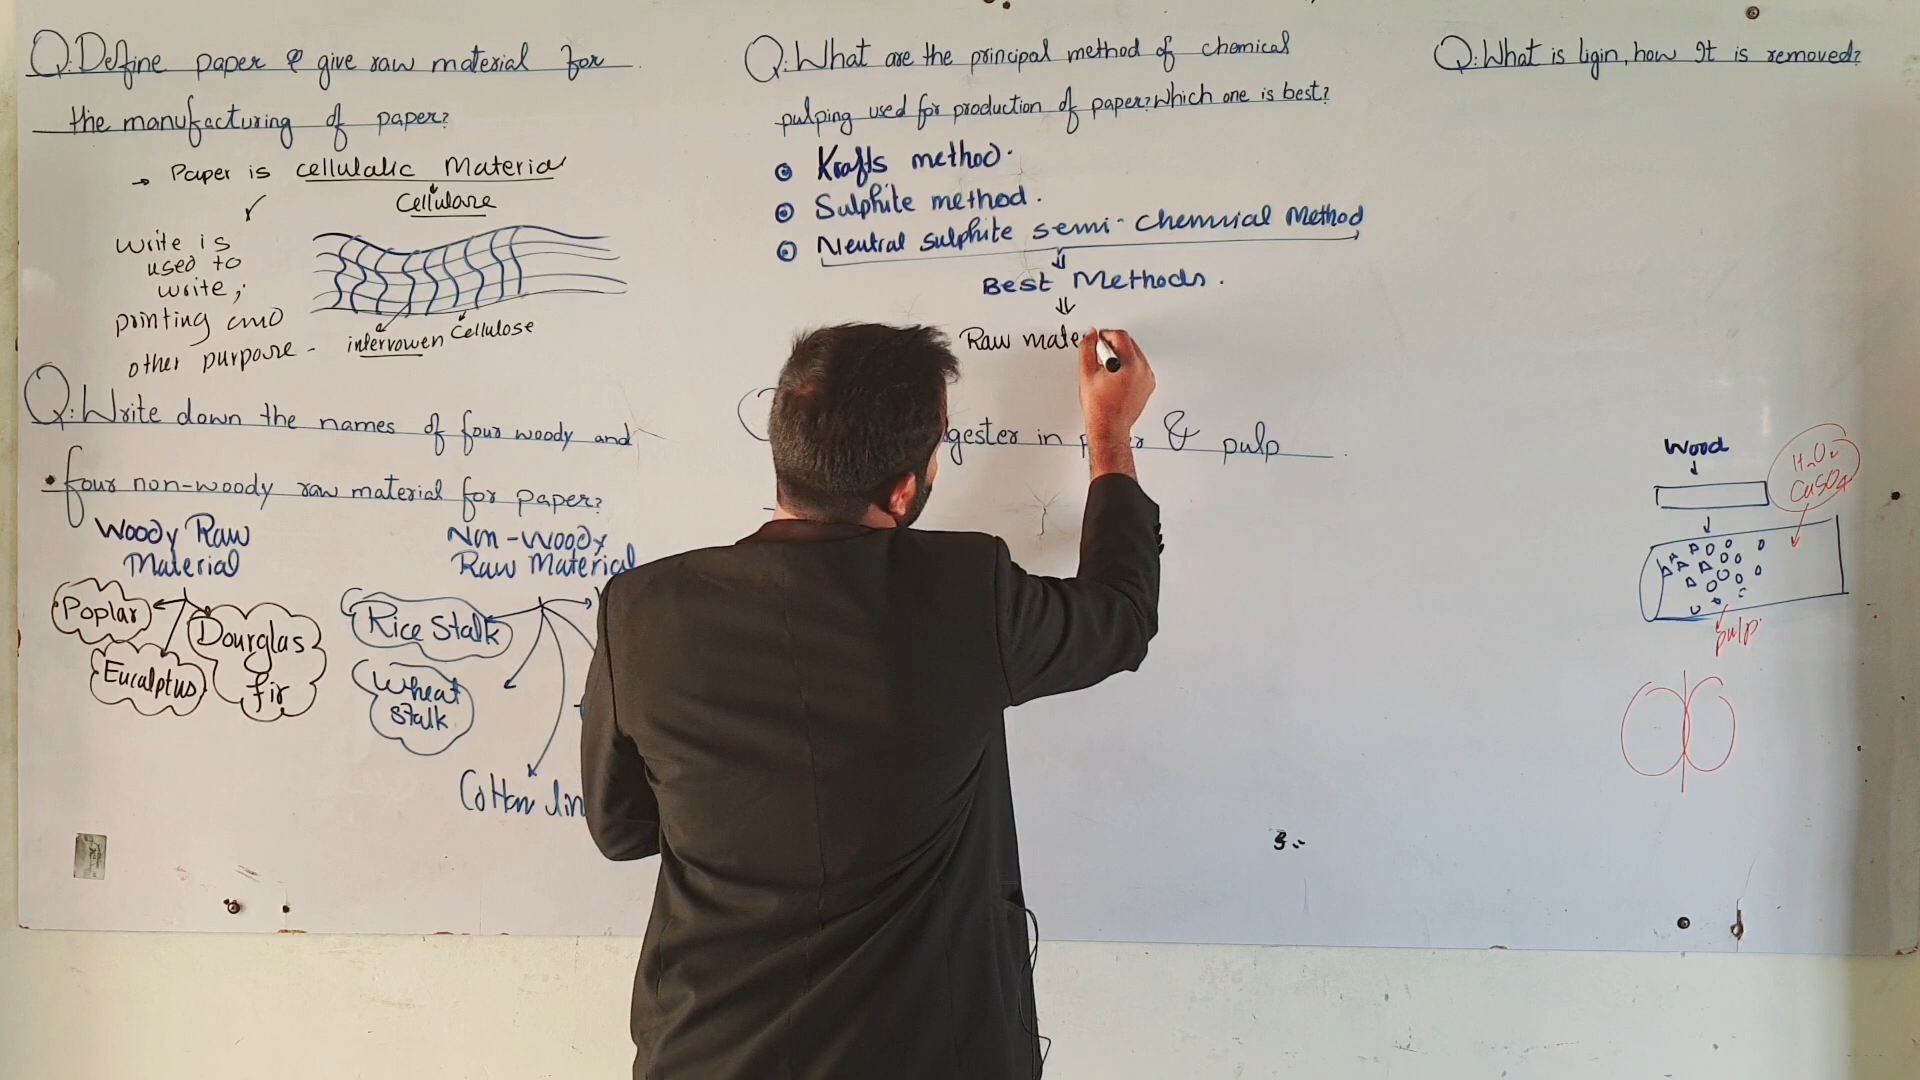 Q: Define paper & give raw material for
the manufacturing of paper?
→ Paper is cellulalic Material
Cellulose
Write is
used to
write,
printing and
other purpose -
intervowen Cellulose
Q: Write down the names of four woody and
four non-woody raw material for paper?
Woody Raw
Material
Non-Woody
Raw Material
Poplar
Dourglas
fir
Eucalptus
Rice Stalk
Wheat
Stalk
Cotton lin
Q: What are the principal method of chemical
pulping used for production of paper? Which one is best?
Krafts method.
Sulphite method.
Neutral sulphite semi-Chemical Method
Best Methods.
Raw mate
gester in & pulp
Q: What is ligin, how It is removed?
Wood
H2O2
CaSO4
pulp